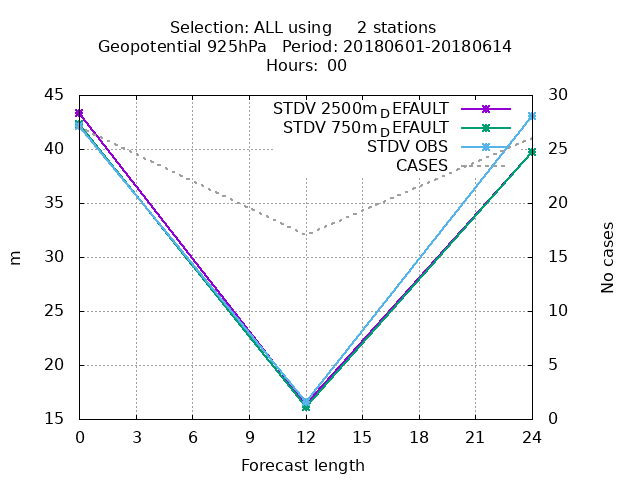 Selection: ALL using     2 stations
Geopotential 925hPa   Period: 20180601-20180614
Hours: 00
45 30
STDV 2500m_DEFAULT
STDV 750m_DEFAULT
STDV OBS
CASES
40 25
35 20
30 15
25 10
20 5
15 0
m
No cases
0 3 6 9 12 15 18 21 24
Forecast length